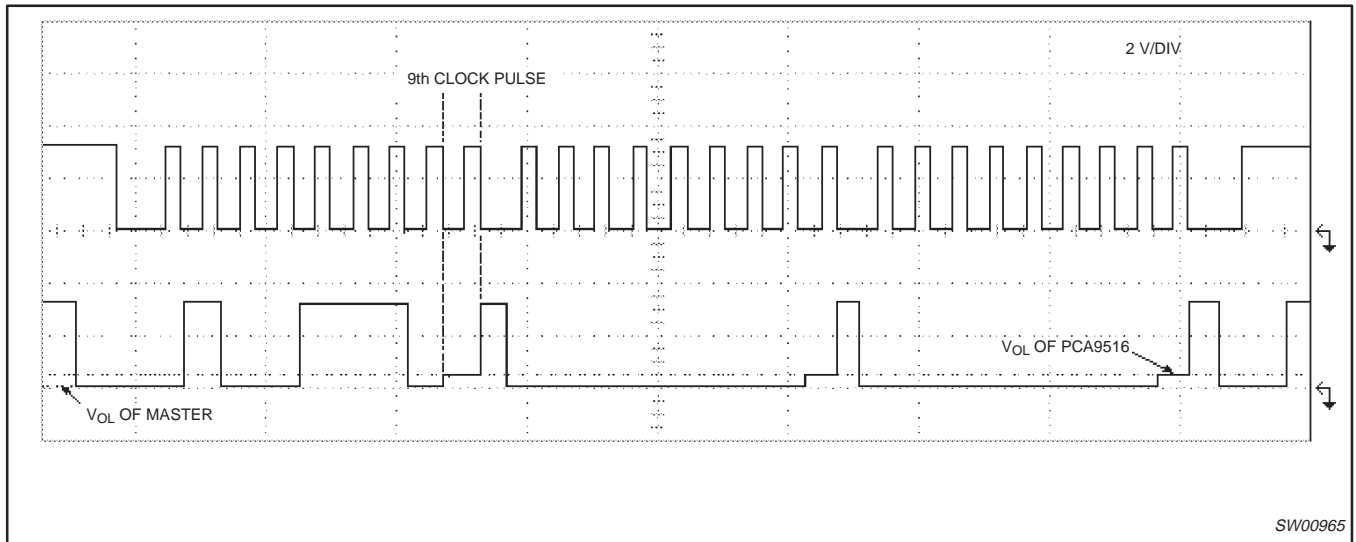 2 V/DIV
9th CLOCK PULSE
VOL OF PCA9516
VOL OF MASTER
SW00965